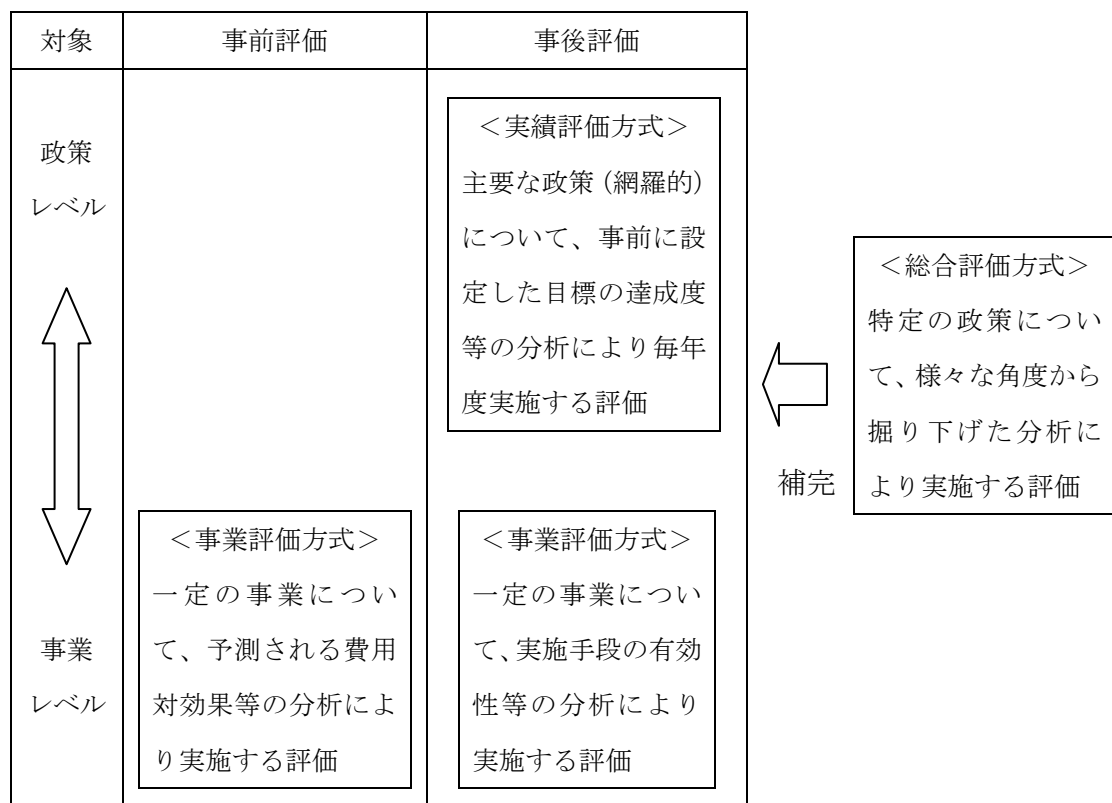 対象
事前評価
事後評価
政策
レベル
事業
レベル
＜実績評価方式＞
主要な政策（網羅的）
について、事前に設
定した目標の達成度
等の分析により毎年
度実施する評価
＜事業評価方式＞
一定の事業につい
て、予測される費用
対効果等の分析によ
り実施する評価
＜事業評価方式＞
一定の事業につい
て、実施手段の有効
性等の分析により
実施する評価
補完
＜総合評価方式＞
特定の政策につい
て、様々な角度から
掘り下げた分析に
より実施する評価